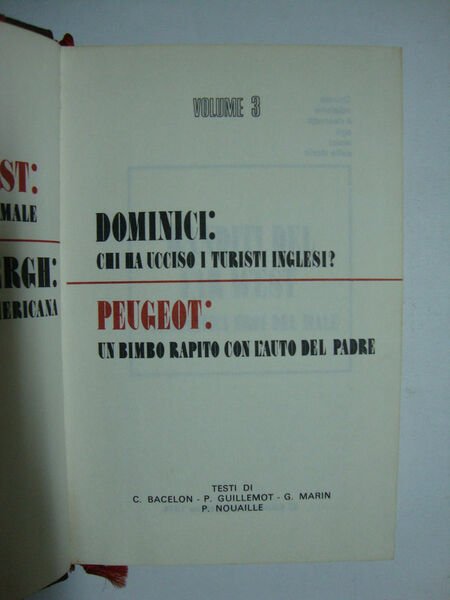 ST:
MALE
RGH:
MERICANA
VOLUME 3
DOMINICI:
CHI HA UCCISO I TURISTI INGLESI?
PEUGEOT:
UN BIMBO RAPITO CON L'AUTO DEL PADRE
TESTI DI
C. BACELON - P. GUILLEMOT - G. MARIN
P. NOUAILLE